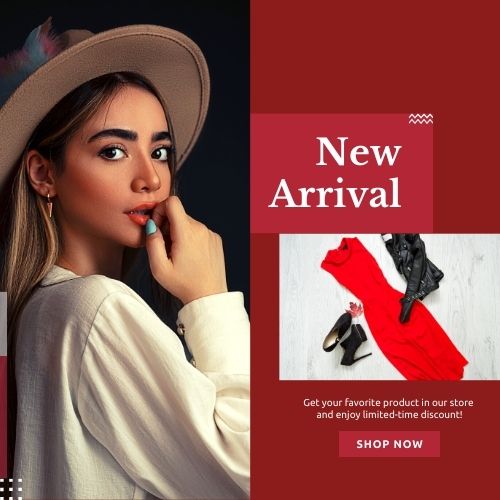 New
Arrival
Get your favorite product in our store
and enjoy limited-time discount!
SHOP NOW